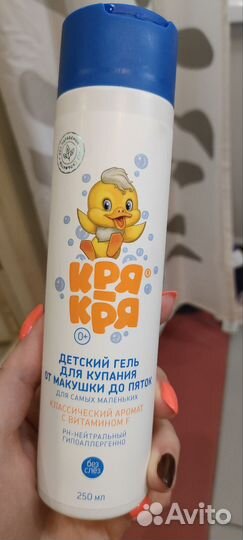 КРЯ-
КРЯ
0+
ДЕТСКИЙ ГЕЛЬ
ДЛЯ КУПАНИЯ
ОТ МАКУШКИ ДО ПЯТОК
ДЛЯ САМЫХ МАЛЕНЬКИХ
КЛАССИЧЕСКИЙ АРОМАТ
С ВИТАМИНОМ F
PH-НЕЙТРАЛЬНЫЙ
ГИПОАЛЛЕРГЕННО
без
слёз
250 мл
Avito